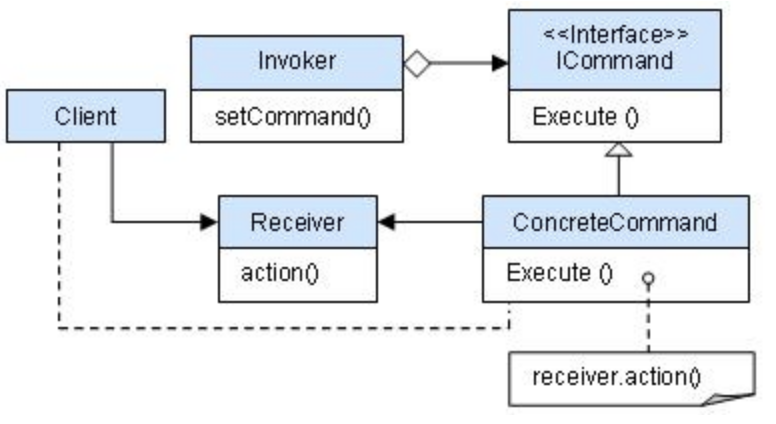 <<Interface>>
ICommand
Execute ()
Invoker
setCommand()
Client
Receiver
action()
ConcreteCommand
Execute ()
receiver.action()